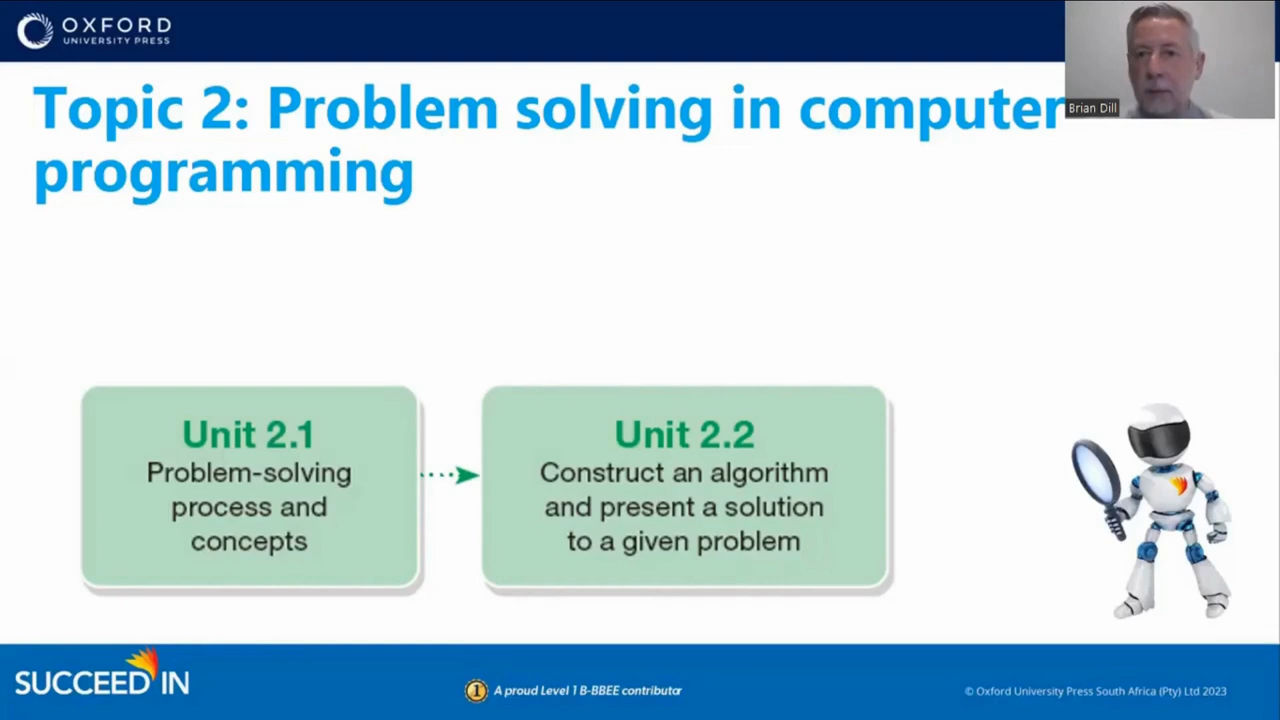 OXFORD
UNIVERSITY PRESS
Brian Dill
Topic 2: Problem solving in computer
programming
Unit 2.1
Problem-solving
process and
concepts
Unit 2.2
Construct an algorithm
and present a solution
to a given problem
SUCCEED IN
1
A proud Level 1 B-BBEE contributor
© Oxford University Press South Africa (Pty) Ltd 2023